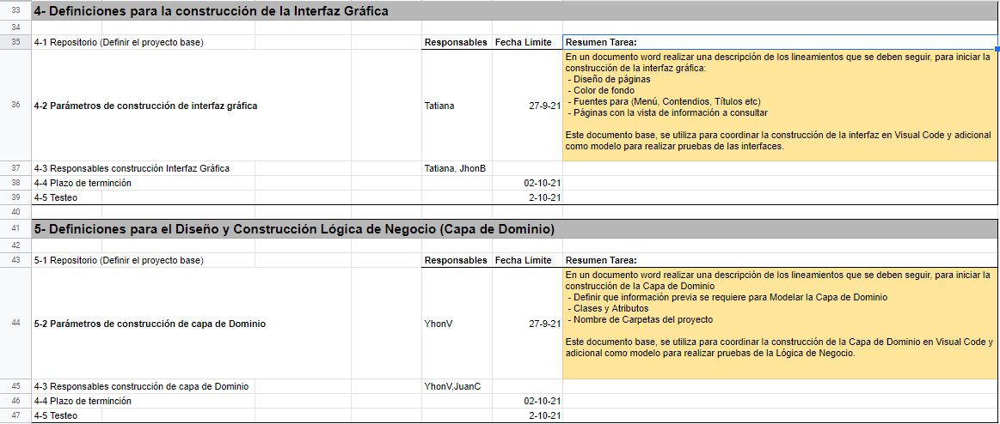 33 4- Definiciones para la construcción de la Interfaz Gráfica
34
35 4-1 Repositorio (Definir el proyecto base) Responsables Fecha Limite Resumen Tarea:
36 4-2 Parámetros de construcción de interfaz gráfica Tatiana 27-9-21
En un documento word realizar una descripción de los lineamientos que se deben seguir, para iniciar la
construcción de la interfaz gráfica:
- Diseño de páginas
- Color de fondo
- Fuentes para (Menú, Contendios, Títulos etc)
- Páginas con la vista de información a consultar
Este documento base, se utiliza para coordinar la construcción de la interfaz en Visual Code y adicional
como modelo para realizar pruebas de las interfaces.
37 4-3 Responsables construcción Interfaz Gráfica Tatiana, JhonB
38 4-4 Plazo de terminción 02-10-21
39 4-5 Testeo 2-10-21
40
41 5- Definiciones para el Diseño y Construcción Lógica de Negocio (Capa de Dominio)
42
43 5-1 Repositorio (Definir el proyecto base) Responsables Fecha Limite Resumen Tarea:
44 5-2 Parámetros de construcción de capa de Dominio YhonV 27-9-21
En un documento word realizar una descripción de los lineamientos que se deben seguir, para iniciar la
construcción de la Capa de Dominio
- Definir que información previa se requiere para Modelar la Capa de Dominio
- Clases y Atributos
- Nombre de Carpetas del proyecto
Este documento base, se utiliza para coordinar la construcción de la Capa de Dominio en Visual Code y
adicional como modelo para realizar pruebas de la Lógica de Negocio.
45 4-3 Responsables construcción de capa de Dominio YhonV,JuanC
46 4-4 Plazo de terminción 02-10-21
47 4-5 Testeo 2-10-21